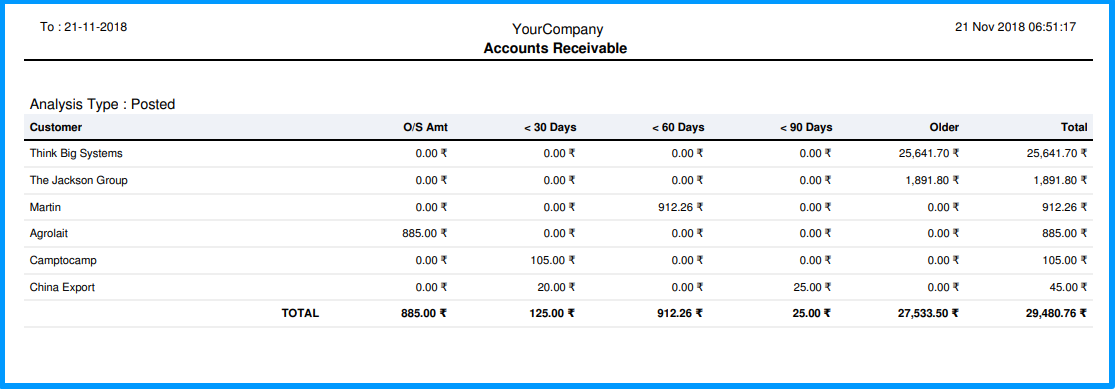 To : 21-11-2018 YourCompany 21 Nov 2018 06:51:17
Accounts Receivable
Analysis Type : Posted
Customer O/S Amt < 30 Days < 60 Days < 90 Days Older Total
Think Big Systems 0.00 ₹ 0.00 ₹ 0.00 ₹ 0.00 ₹ 25,641.70 ₹ 25,641.70 ₹
The Jackson Group 0.00 ₹ 0.00 ₹ 0.00 ₹ 0.00 ₹ 1,891.80 ₹ 1,891.80 ₹
Martin 0.00 ₹ 0.00 ₹ 912.26 ₹ 0.00 ₹ 0.00 ₹ 912.26 ₹
Agrolait 885.00 ₹ 0.00 ₹ 0.00 ₹ 0.00 ₹ 0.00 ₹ 885.00 ₹
Camptocamp 0.00 ₹ 105.00 ₹ 0.00 ₹ 0.00 ₹ 0.00 ₹ 105.00 ₹
China Export 0.00 ₹ 20.00 ₹ 0.00 ₹ 25.00 ₹ 0.00 ₹ 45.00 ₹
TOTAL 885.00 ₹ 125.00 ₹ 912.26 ₹ 25.00 ₹ 27,533.50 ₹ 29,480.76 ₹